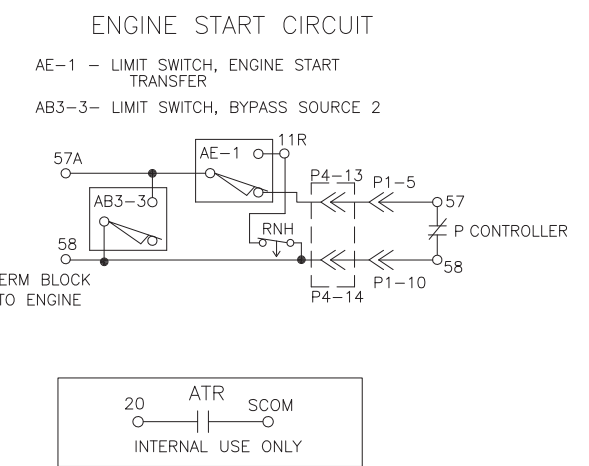 ENGINE START CIRCUIT
AE-1 - LIMIT SWITCH, ENGINE START
TRANSFER
AB3-3- LIMIT SWITCH, BYPASS SOURCE 2
57A
AE-1
11R
P4-13
P1-5
AB3-3
57
RNH
P CONTROLLER
58
58
P1-10
P4-14
ERM BLOCK
TO ENGINE
ATR
20
SCOM
INTERNAL USE ONLY